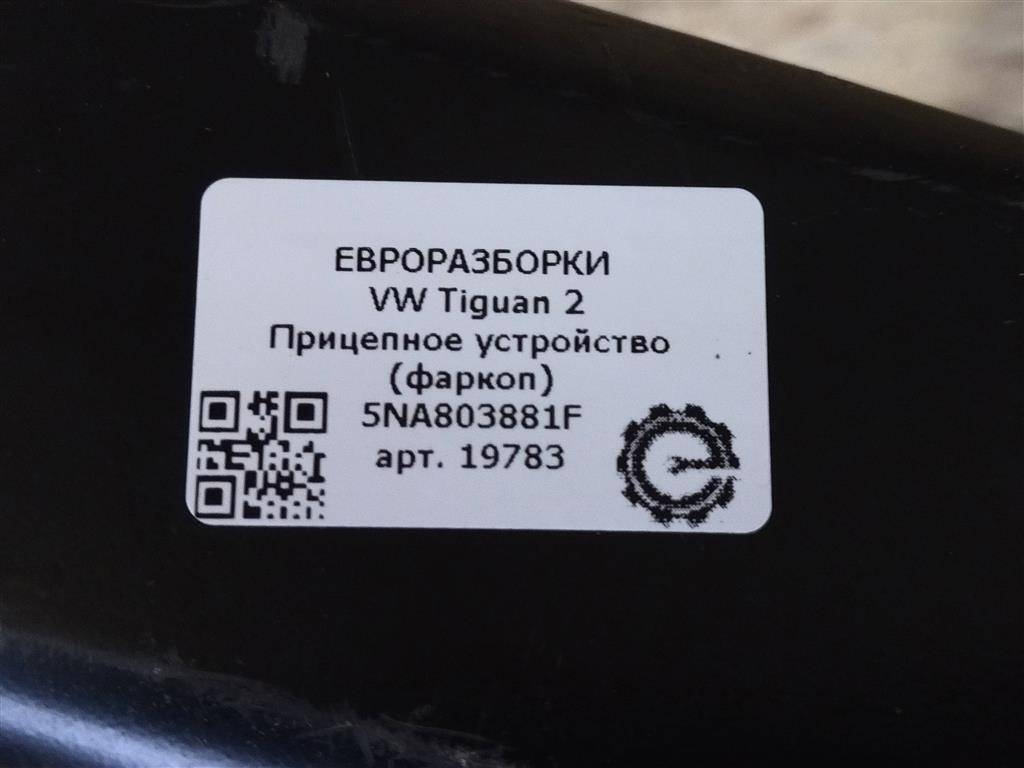 ЕВРОРАЗБОРКИ
VW Tiguan 2
Прицепное устройство
(фаркоп)
5NA803881F
арт. 19783